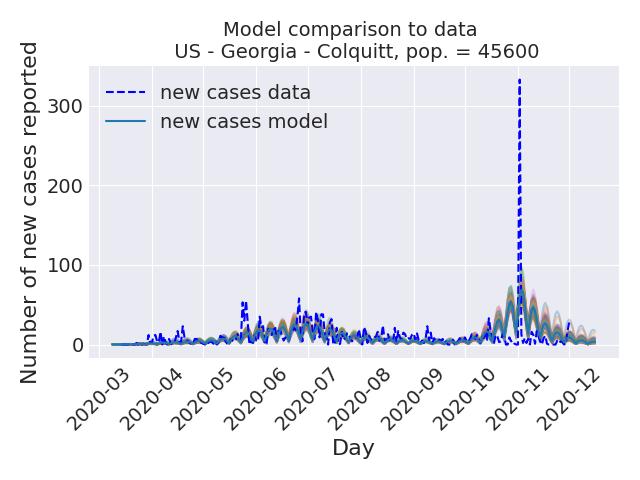 Model comparison to data
US - Georgia - Colquitt, pop. = 45600
Number of new cases reported
300
200
100
0
new cases data
new cases model
2020-03
2020-04
2020-05
2020-06
2020-07
2020-08
2020-09
2020-10
2020-11
2020-12
Day